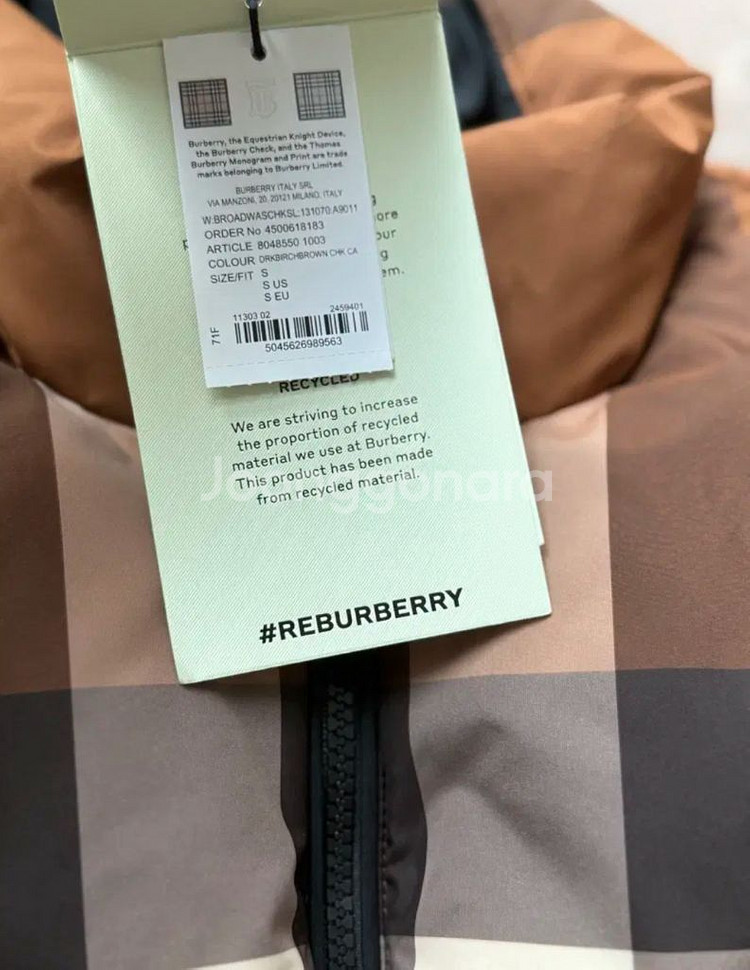 Burberry, the Equestrian Knight Device,
the Burberry Check, and the Thomas
Burberry Monogram and Print are trade
marks belonging to Burberry Limited.
BURBERRY ITALY SRL
VIA MANZONI, 20, 20121 MILANO, ITALY
W:BROADWASCHKSL:131070 A9011
ORDER No 4500618183
ARTICLE 8048550 1003
COLOUR DRKBIRCHBROWN CHK CA
SIZE/FIT S
S US
S EU
11303 02 2459401
71F
5045626989563
RECYCLED
We are striving to increase
the proportion of recycled
material we use at Burberry.
This product has been made
from recycled material.
Joonggonara
#REBURBERRY